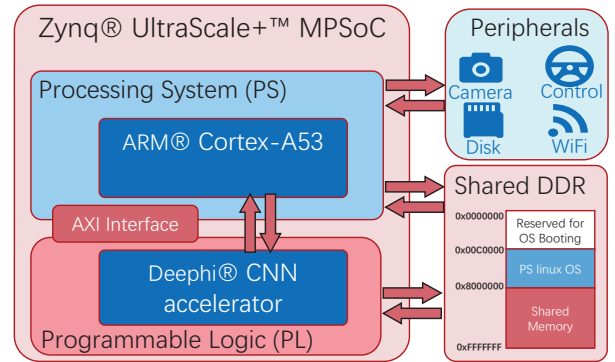 Zynq® UltraScale+™ MPSoC
Processing System (PS)
ARM® Cortex-A53
AXI Interface
Deephi® CNN
accelerator
Programmable Logic (PL)
Peripherals
Camera
Control
Disk
WiFi
Shared DDR
0x0000000
Reserved for
OS Booting
0x00C0000
PS linux OS
0x8000000
Shared
Memory
0xFFFFFFF